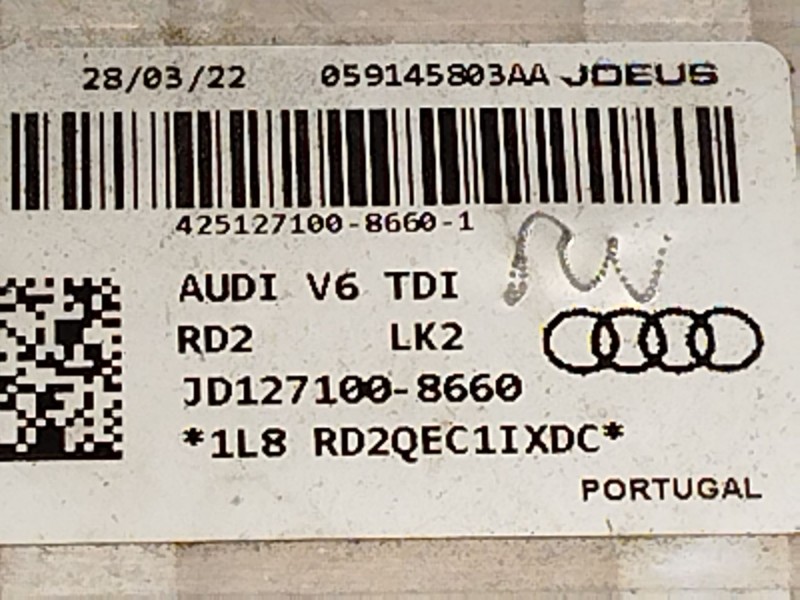 28/03/22 059145803AA JDEUS
425127100-8660-1
AUDI V6 TDI
RD2 LK2
JD127100-8660
*1L8 RD2QEC1IXDC*
PORTUGAL